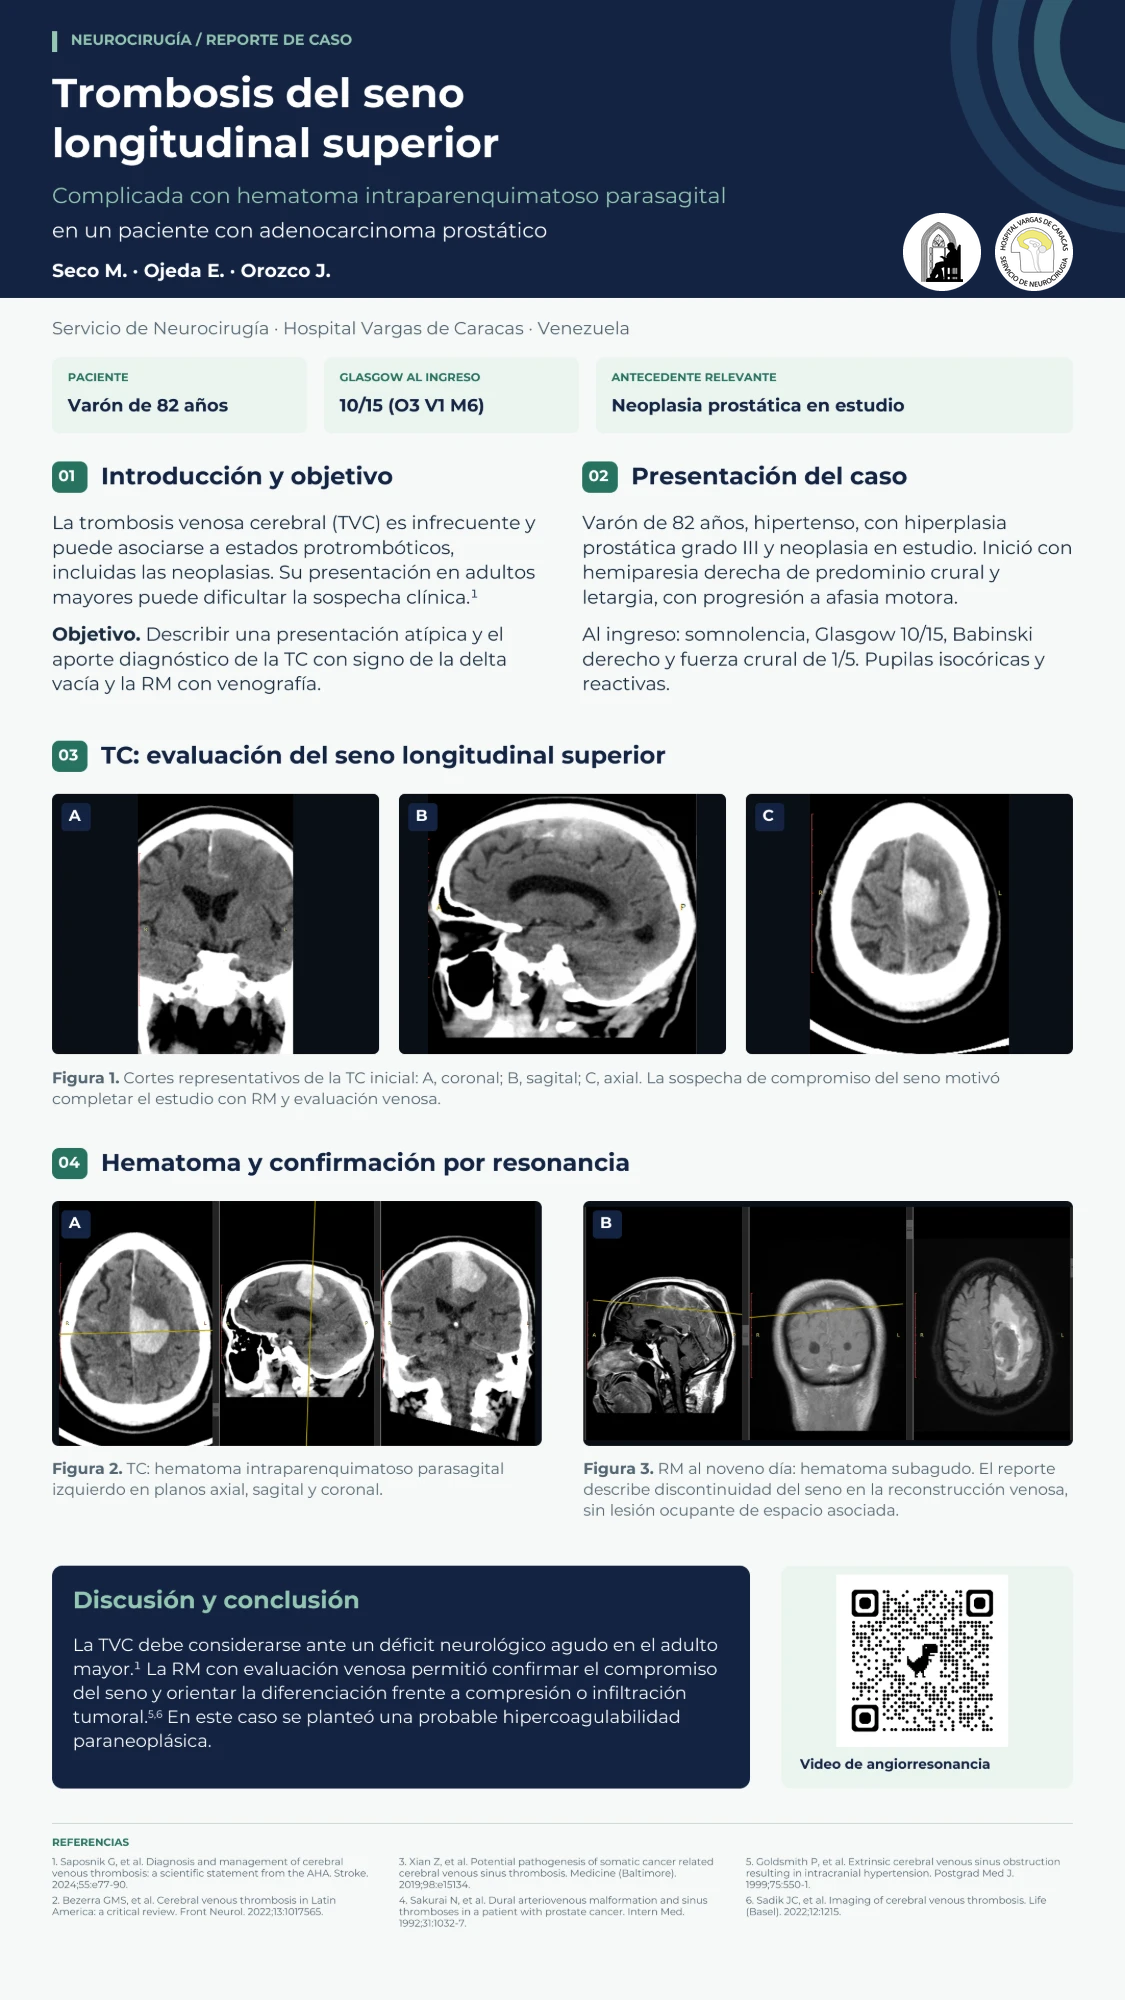 NEUROCIRUGÍA / REPORTE DE CASO
Trombosis del seno
longitudinal superior
Complicada con hematoma intraparenquimatoso parasagital
en un paciente con adenocarcinoma prostático
Seco M. · Ojeda E. · Orozco J.
HOSPITAL VARGAS DE CARACAS
SERVICIO DE NEUROCIRUGIA
Servicio de Neurocirugía · Hospital Vargas de Caracas · Venezuela
PACIENTE
Varón de 82 años
GLASGOW AL INGRESO
10/15 (O3 V1 M6)
ANTECEDENTE RELEVANTE
Neoplasia prostática en estudio
01 Introducción y objetivo
La trombosis venosa cerebral (TVC) es infrecuente y
puede asociarse a estados protrombóticos,
incluidas las neoplasias. Su presentación en adultos
mayores puede dificultar la sospecha clínica.¹
Objetivo. Describir una presentación atípica y el
aporte diagnóstico de la TC con signo de la delta
vacía y la RM con venografía.
02 Presentación del caso
Varón de 82 años, hipertenso, con hiperplasia
prostática grado III y neoplasia en estudio. Inició con
hemiparesia derecha de predominio crural y
letargia, con progresión a afasia motora.
Al ingreso: somnolencia, Glasgow 10/15, Babinski
derecho y fuerza crural de 1/5. Pupilas isocóricas y
reactivas.
03 TC: evaluación del seno longitudinal superior
A
B
P
C
R
L
Figura 1. Cortes representativos de la TC inicial: A, coronal; B, sagital; C, axial. La sospecha de compromiso del seno motivó
completar el estudio con RM y evaluación venosa.
04 Hematoma y confirmación por resonancia
A
R
L
P
R
B
A
P
R
L
R
L
Figura 2. TC: hematoma intraparenquimatoso parasagital
izquierdo en planos axial, sagital y coronal.
Figura 3. RM al noveno día: hematoma subagudo. El reporte
describe discontinuidad del seno en la reconstrucción venosa,
sin lesión ocupante de espacio asociada.
Discusión y conclusión
La TVC debe considerarse ante un déficit neurológico agudo en el adulto
mayor.¹ La RM con evaluación venosa permitió confirmar el compromiso
del seno y orientar la diferenciación frente a compresión o infiltración
tumoral.⁵,⁶ En este caso se planteó una probable hipercoagulabilidad
paraneoplásica.
Video de angiorresonancia
REFERENCIAS
1. Saposnik G, et al. Diagnosis and management of cerebral
venous thrombosis: a scientific statement from the AHA. Stroke.
2024;55:e77-90.
2. Bezerra GMS, et al. Cerebral venous thrombosis in Latin
America: a critical review. Front Neurol. 2022;13:1017565.
3. Xian Z, et al. Potential pathogenesis of somatic cancer related
cerebral venous sinus thrombosis. Medicine (Baltimore).
2019;98:e15134.
4. Sakurai N, et al. Dural arteriovenous malformation and sinus
thromboses in a patient with prostate cancer. Intern Med.
1992;31:1032-7.
5. Goldsmith P, et al. Extrinsic cerebral venous sinus obstruction
resulting in intracranial hypertension. Postgrad Med J.
1999;75:550-1.
6. Sadik JC, et al. Imaging of cerebral venous thrombosis. Life
(Basel). 2022;12:1215.